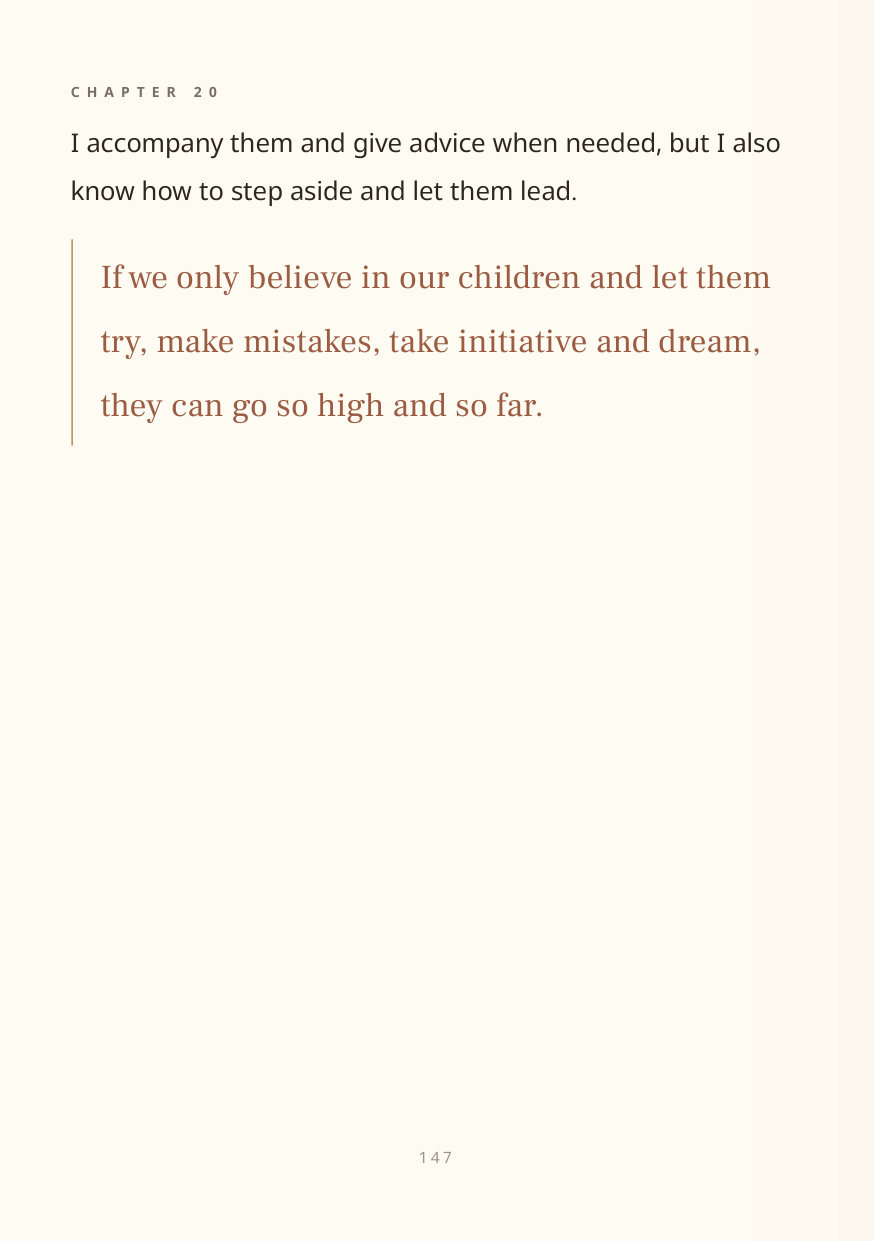 CHAPTER 20
I accompany them and give advice when needed, but I also
know how to step aside and let them lead.
If we only believe in our children and let them
try, make mistakes, take initiative and dream,
they can go so high and so far.
147